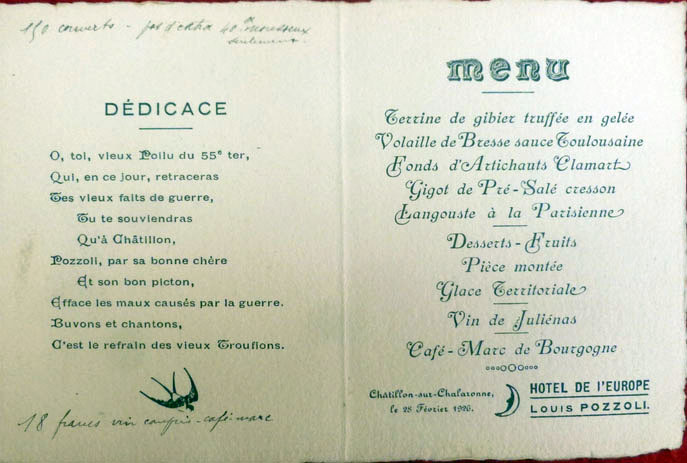 150 couverts - pas d'extra 40 mousseux
seulement.
DÉDICACE
O, toi, vieux Poilu du 55e ter,
Qui, en ce jour, retraceras
Tes vieux faits de guerre,
Tu te souviendras
Qu'à Châtillon,
Pozzoli, par sa bonne chère
Et son bon picton,
Efface les maux causés par la guerre.
Buvons et chantons,
C'est le refrain des vieux Troufions.
18 francs vin compris - café marc
menu
Terrine de gibier truffée en gelée
Volaille de Bresse sauce Toulousaine
Fonds d'Artichauts Clamart
Gigot de Pré-Salé cresson
Langouste à la Parisienne
Desserts - Fruits
Pièce montée
Glace Territoriale
Vin de Juliénas
Café - Marc de Bourgogne
Châtillon-sur-Chalaronne,
le 28 Février 1926.
HOTEL DE L'EUROPE
LOUIS POZZOLI.